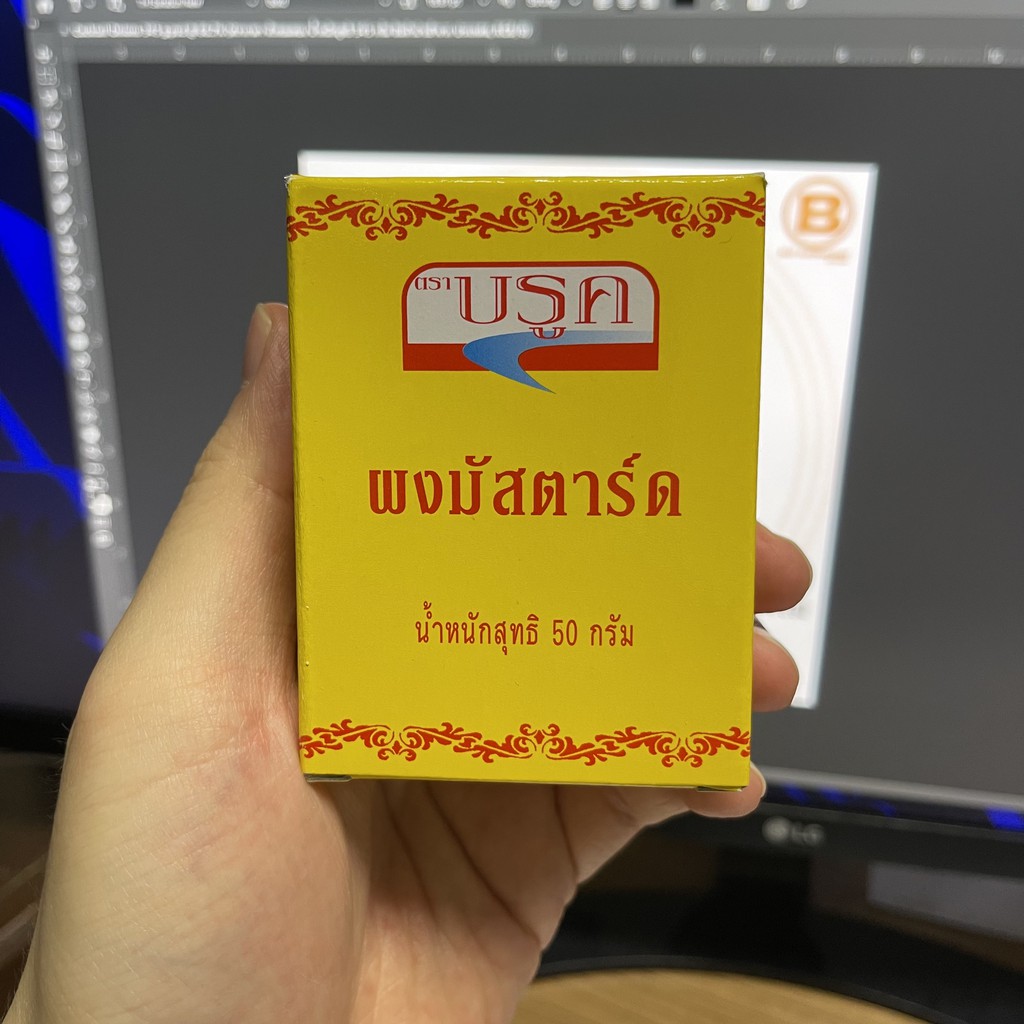 ตรา บรูค
ผงมัสตาร์ด
น้ำหนักสุทธิ 50 กรัม
B
LG